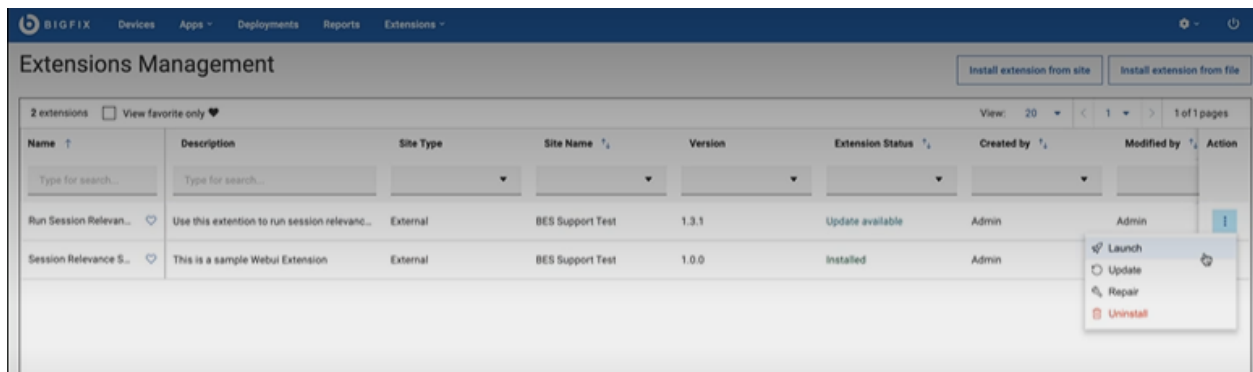 BIGFIX Devices Apps Deployments Reports Extensions
Extensions Management
Install extension from site Install extension from file
2 extensions View favorite only View: 20 1 1 of 1 pages
Name Description Site Type Site Name Version Extension Status Created by Modified by Action
Type for search... Type for search...
Run Session Relevan... Use this extention to run session relevanc... External BES Support Test 1.3.1 Update available Admin Admin
Launch
Session Relevance S... This is a sample Webui Extension External BES Support Test 1.0.0 Installed Admin
Update
Repair
Uninstall